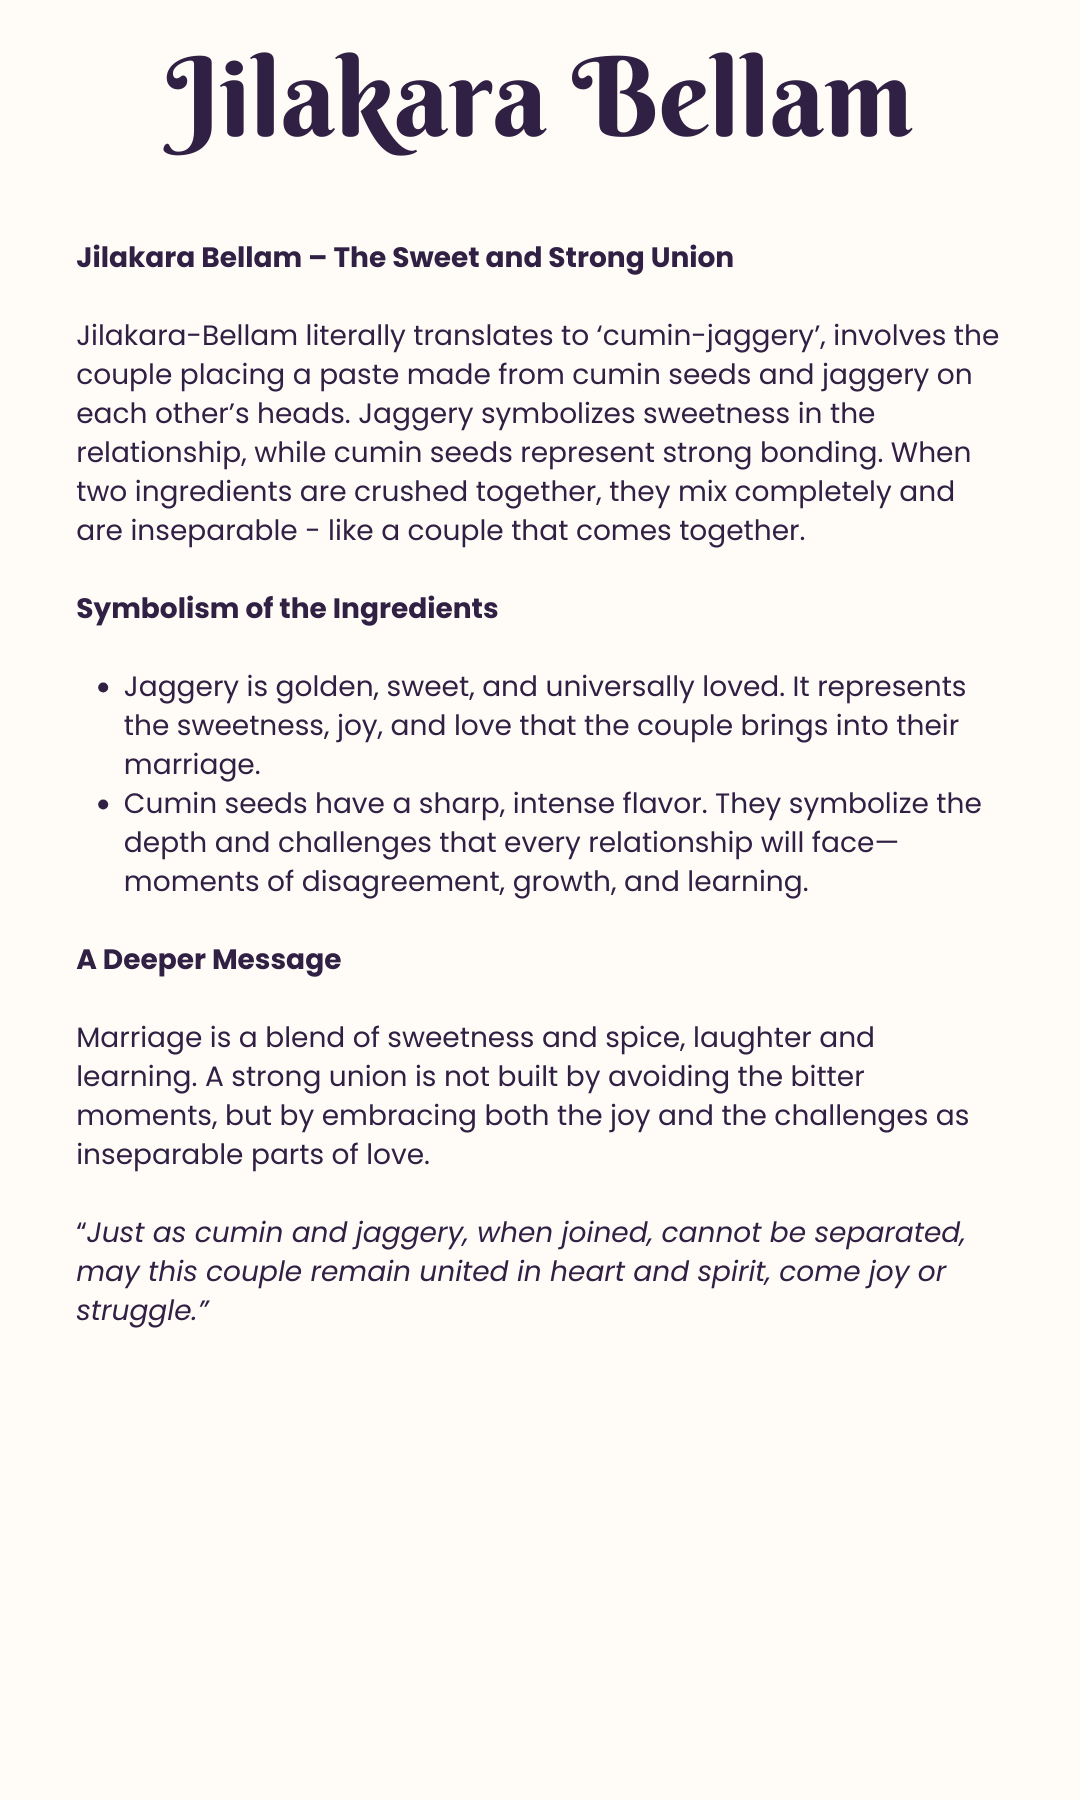 Jilakara Bellam
Jilakara Bellam – The Sweet and Strong Union
Jilakara-Bellam literally translates to ‘cumin-jaggery’, involves the
couple placing a paste made from cumin seeds and jaggery on
each other’s heads. Jaggery symbolizes sweetness in the
relationship, while cumin seeds represent strong bonding. When
two ingredients are crushed together, they mix completely and
are inseparable - like a couple that comes together.
Symbolism of the Ingredients
• Jaggery is golden, sweet, and universally loved. It represents
the sweetness, joy, and love that the couple brings into their
marriage.
• Cumin seeds have a sharp, intense flavor. They symbolize the
depth and challenges that every relationship will face—
moments of disagreement, growth, and learning.
A Deeper Message
Marriage is a blend of sweetness and spice, laughter and
learning. A strong union is not built by avoiding the bitter
moments, but by embracing both the joy and the challenges as
inseparable parts of love.
“Just as cumin and jaggery, when joined, cannot be separated,
may this couple remain united in heart and spirit, come joy or
struggle.”